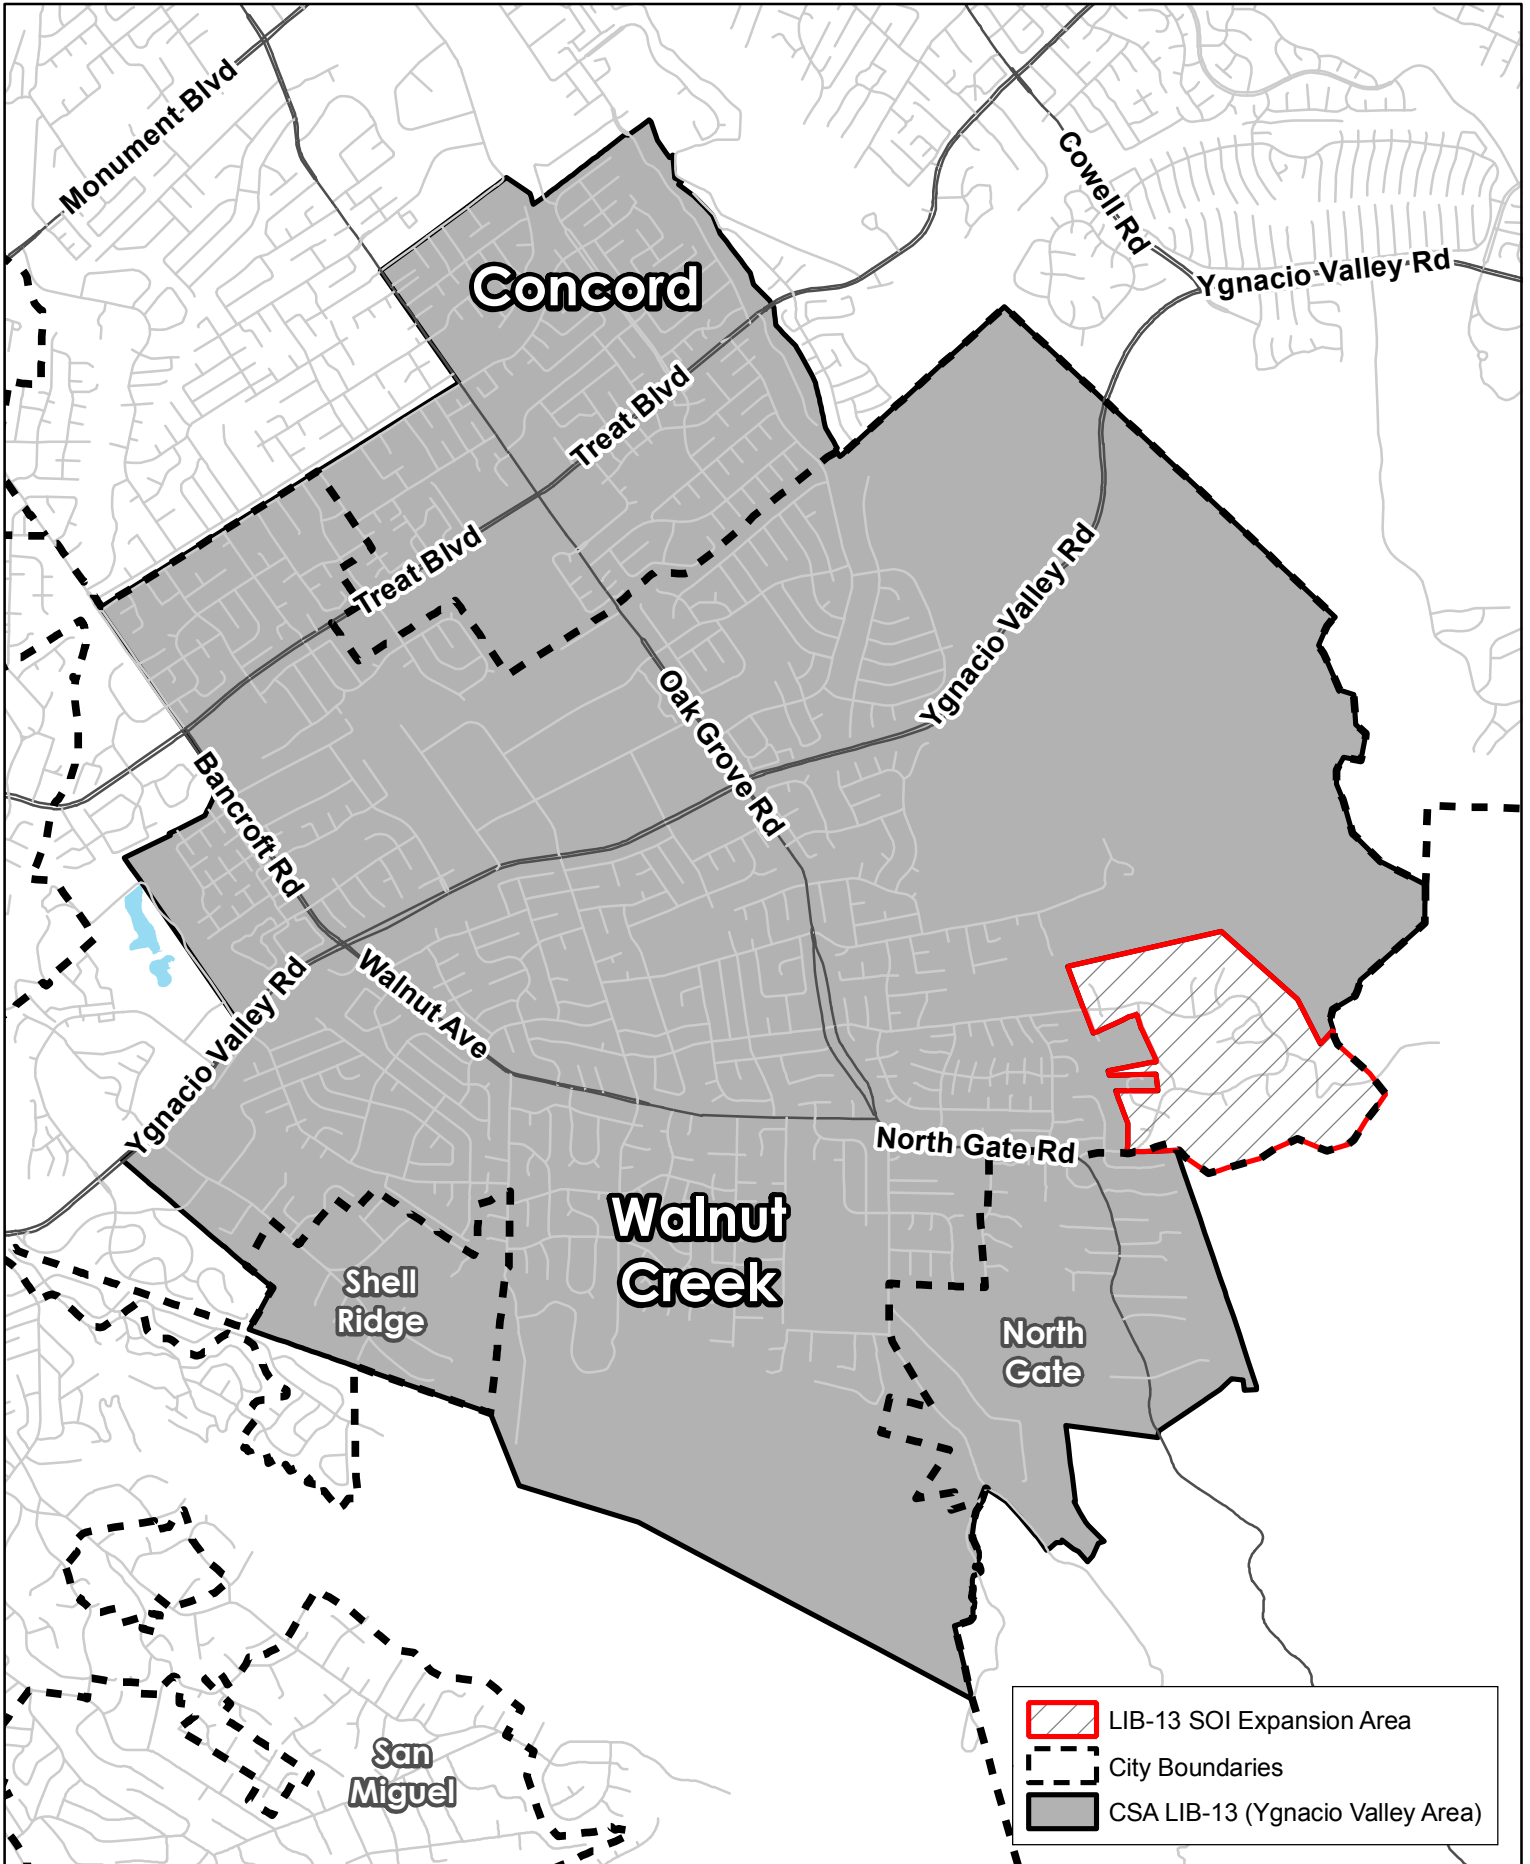 Monument Blvd
Cowell Rd
Ygnacio Valley Rd
Concord
Treat Blvd
Treat Blvd
Ygnacio Valley Rd
Oak Grove Rd
Bancroft Rd
Walnut Ave
Ygnacio Valley Rd
North Gate Rd
Walnut
Creek
Shell
Ridge
North
Gate
San
Miguel
LIB-13 SOI Expansion Area
City Boundaries
CSA LIB-13 (Ygnacio Valley Area)